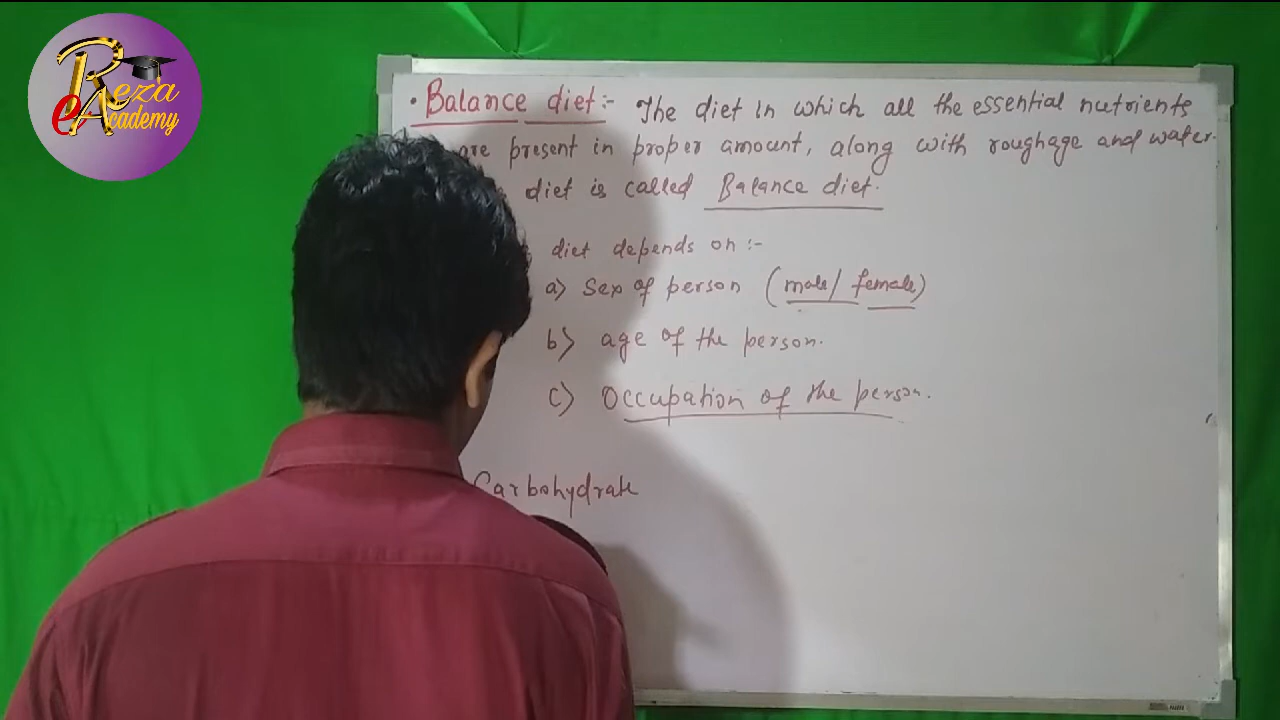 Reza
Academy
• Balance diet:- The diet in which all the essential nutrients
are present in proper amount, along with roughage and water.
diet is called Balance diet.
diet depends on :-
a) Sex of person (male/female)
b) age of the person.
c) Occupation of the person.
Carbohydrate